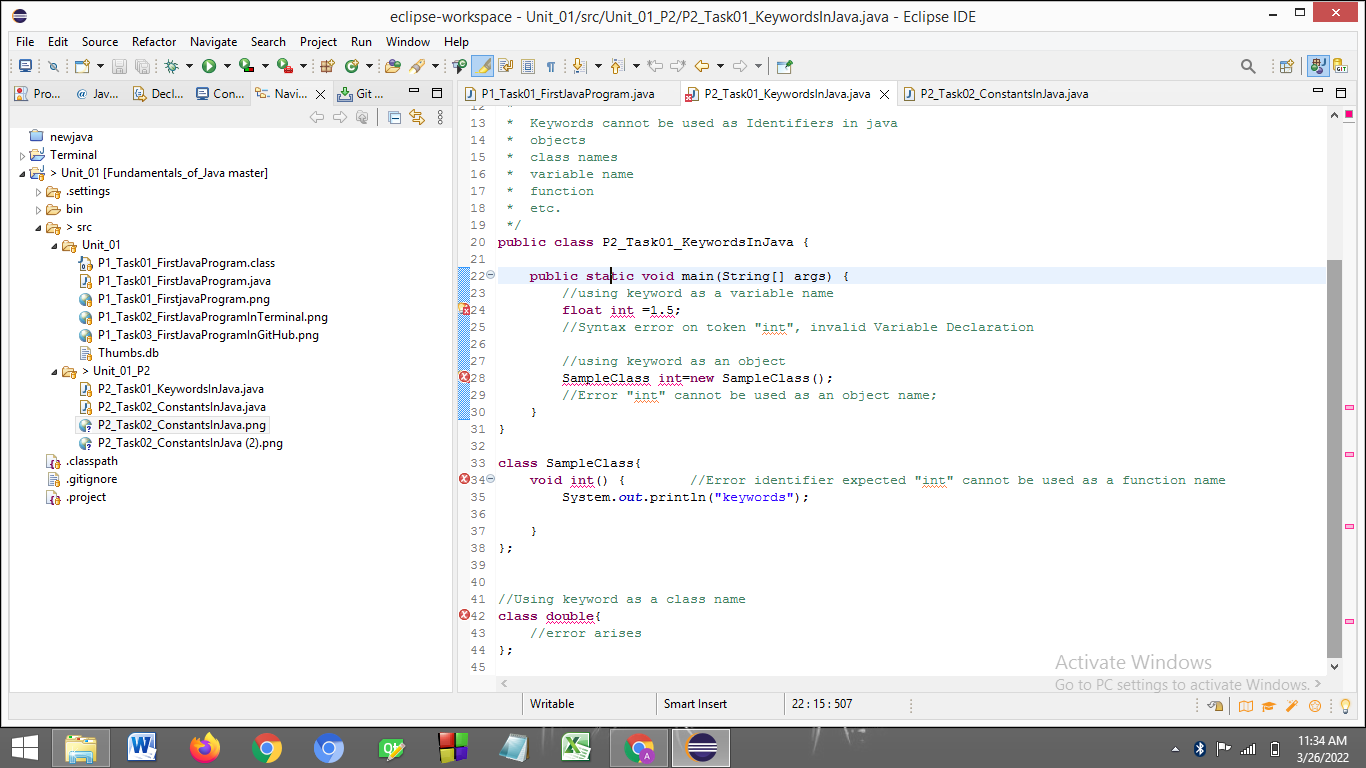 eclipse-workspace - Unit_01/src/Unit_01_P2/P2_Task01_KeywordsInJava.java - Eclipse IDE
File Edit Source Refactor Navigate Search Project Run Window Help
Pro... Jav... Decl... Con... Navi... Git ...
newjava
Terminal
> Unit_01 [Fundamentals_of_Java master]
.settings
bin
> src
Unit_01
P1_Task01_FirstJavaProgram.class
P1_Task01_FirstJavaProgram.java
P1_Task01_FirstjavaProgram.png
P1_Task02_FirstJavaProgramInTerminal.png
P1_Task03_FirstJavaProgramInGitHub.png
Thumbs.db
> Unit_01_P2
P2_Task01_KeywordsInJava.java
P2_Task02_ConstantsInJava.java
P2_Task02_ConstantsInJava.png
P2_Task02_ConstantsInJava (2).png
.classpath
.gitignore
.project
P1_Task01_FirstJavaProgram.java P2_Task01_KeywordsInJava.java P2_Task02_ConstantsInJava.java
12 *
13 * Keywords cannot be used as Identifiers in java
14 * objects
15 * class names
16 * variable name
17 * function
18 * etc.
19 */
20 public class P2_Task01_KeywordsInJava {
21
22 public static void main(String[] args) {
23 //using keyword as a variable name
24 float int =1.5;
25 //Syntax error on token "int", invalid Variable Declaration
26
27 //using keyword as an object
28 SampleClass int=new SampleClass();
29 //Error "int" cannot be used as an object name;
30 }
31 }
32
33 class SampleClass{
34 void int() { //Error identifier expected "int" cannot be used as a function name
35 System.out.println("keywords");
36
37 }
38 };
39
40
41 //Using keyword as a class name
42 class double{
43 //error arises
44 };
45
Activate Windows
Go to PC settings to activate Windows.
Writable Smart Insert 22 : 15 : 507
11:34 AM
3/26/2022